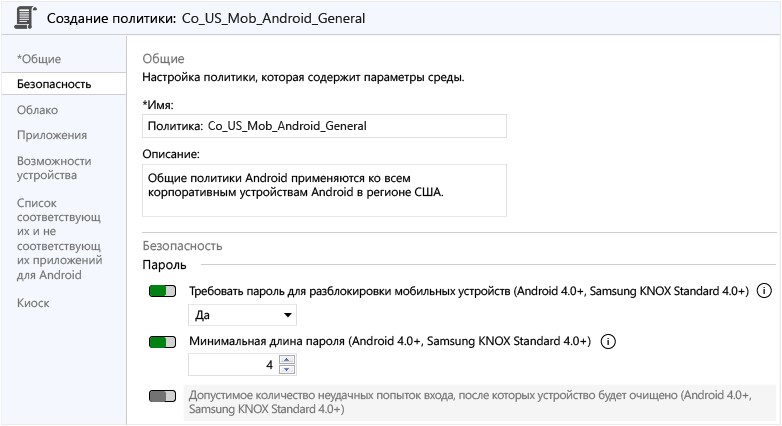 Создание политики: Co_US_Mob_Android_General
*Общие
Безопасность
Облако
Приложения
Возможности
устройства
Список
соответствующ
их и не
соответствующ
их приложений
для Android
Киоск
Общие
Настройка политики, которая содержит параметры среды.
*Имя:
Политика: Co_US_Mob_Android_General
Описание:
Общие политики Android применяются ко всем
корпоративным устройствам Android в регионе США.
Безопасность
Пароль
Требовать пароль для разблокировки мобильных устройств (Android 4.0+, Samsung KNOX Standard 4.0+)
Да
Минимальная длина пароля (Android 4.0+, Samsung KNOX Standard 4.0+)
4
Допустимое количество неудачных попыток входа, после которых устройство будет очищено (Android 4.0+,
Samsung KNOX Standard 4.0+)